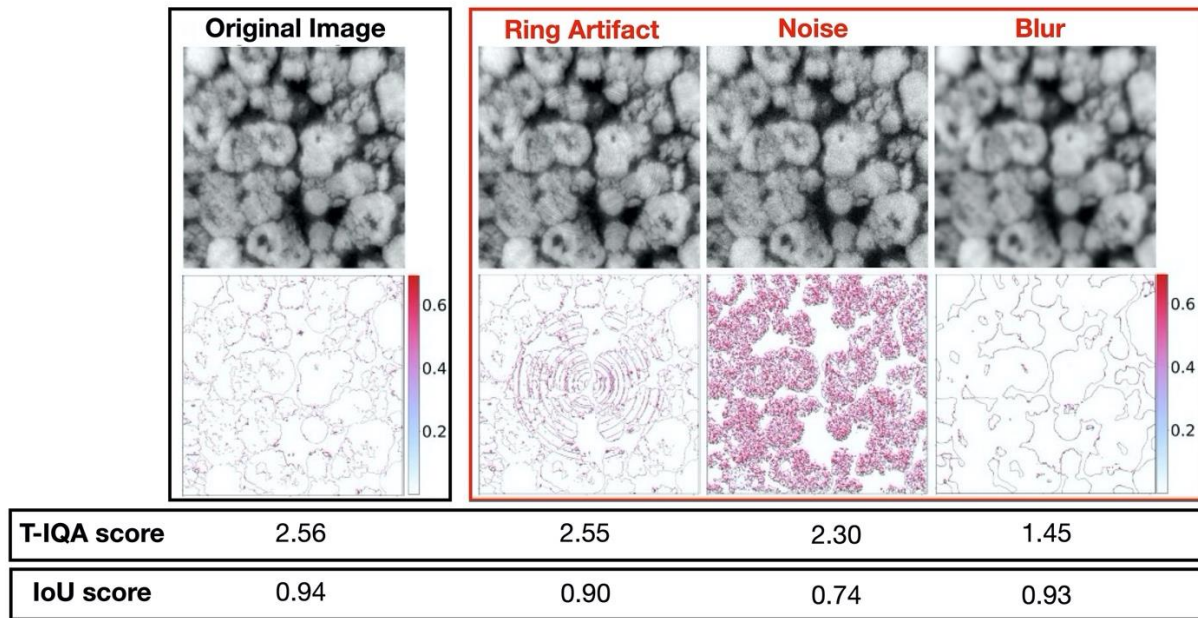 Original Image
Ring Artifact
Noise
Blur
0.6
0.4
0.2
0.6
0.4
0.2
T-IQA score 2.56 2.55 2.30 1.45
IoU score 0.94 0.90 0.74 0.93